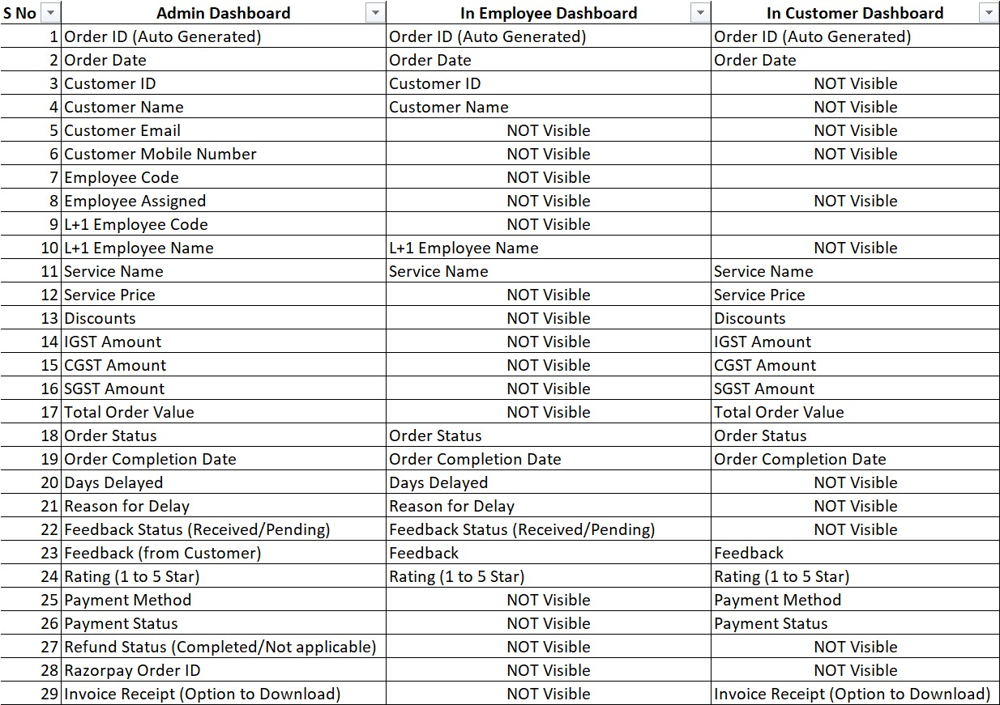 S No Admin Dashboard In Employee Dashboard In Customer Dashboard
1 Order ID (Auto Generated) Order ID (Auto Generated) Order ID (Auto Generated)
2 Order Date Order Date Order Date
3 Customer ID Customer ID NOT Visible
4 Customer Name Customer Name NOT Visible
5 Customer Email NOT Visible NOT Visible
6 Customer Mobile Number NOT Visible NOT Visible
7 Employee Code NOT Visible
8 Employee Assigned NOT Visible NOT Visible
9 L+1 Employee Code NOT Visible
10 L+1 Employee Name L+1 Employee Name NOT Visible
11 Service Name Service Name Service Name
12 Service Price NOT Visible Service Price
13 Discounts NOT Visible Discounts
14 IGST Amount NOT Visible IGST Amount
15 CGST Amount NOT Visible CGST Amount
16 SGST Amount NOT Visible SGST Amount
17 Total Order Value NOT Visible Total Order Value
18 Order Status Order Status Order Status
19 Order Completion Date Order Completion Date Order Completion Date
20 Days Delayed Days Delayed NOT Visible
21 Reason for Delay Reason for Delay NOT Visible
22 Feedback Status (Received/Pending) Feedback Status (Received/Pending) NOT Visible
23 Feedback (from Customer) Feedback Feedback
24 Rating (1 to 5 Star) Rating (1 to 5 Star) Rating (1 to 5 Star)
25 Payment Method NOT Visible Payment Method
26 Payment Status NOT Visible Payment Status
27 Refund Status (Completed/Not applicable) NOT Visible NOT Visible
28 Razorpay Order ID NOT Visible NOT Visible
29 Invoice Receipt (Option to Download) NOT Visible Invoice Receipt (Option to Download)